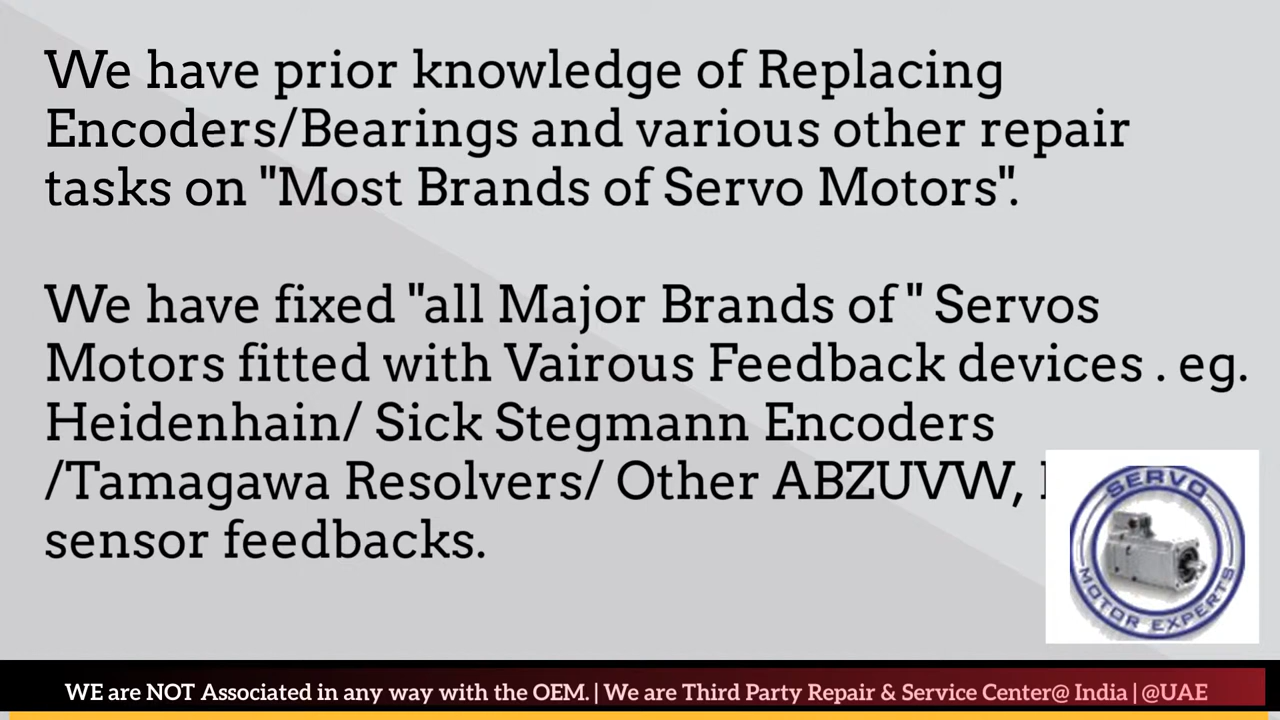 We have prior knowledge of Replacing
Encoders/Bearings and various other repair
tasks on "Most Brands of Servo Motors".
We have fixed "all Major Brands of " Servos
Motors fitted with Vairous Feedback devices . eg.
Heidenhain/ Sick Stegmann Encoders
/Tamagawa Resolvers/ Other ABZUVW,
sensor feedbacks.
SERVO
MOTOR EXPERTS
WE are NOT Associated in any way with the OEM. | We are Third Party Repair & Service Center@ India | @UAE